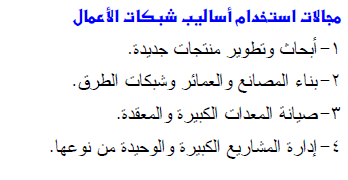 مجالات استخدام أساليب شبكات الأعمال
١- أبحاث وتطوير منتجات جديدة.
٢- بناء المصانع والعمائر وشبكات الطرق.
٣- صيانة المعدات الكبيرة والمعقدة.
٤- إدارة المشاريع الكبيرة والوحيدة من نوعها.